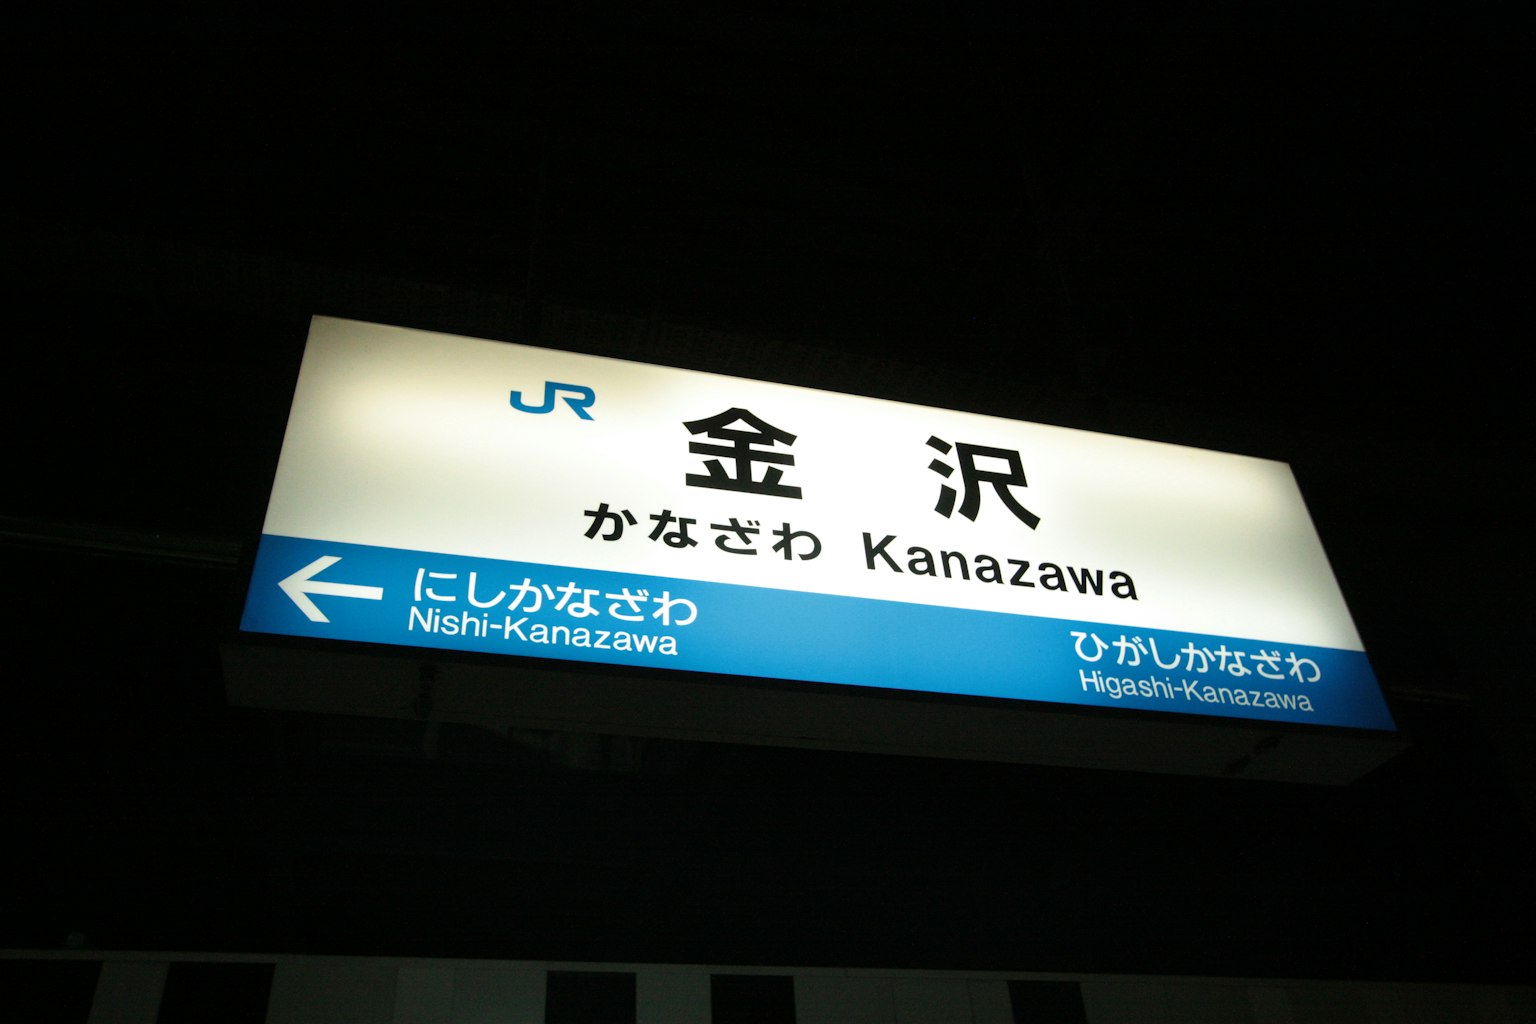 JR
金沢
かなざわ Kanazawa
← にしかなざわ
Nishi-Kanazawa
ひがしかなざわ
Higashi-Kanazawa